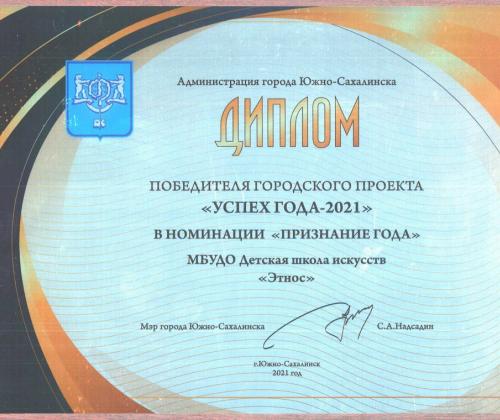 Администрация города Южно-Сахалинска
ДИПЛОМ
ПОБЕДИТЕЛЯ ГОРОДСКОГО ПРОЕКТА
«УСПЕХ ГОДА-2021»
В НОМИНАЦИИ «ПРИЗНАНИЕ ГОДА»
МБУДО Детская школа искусств
«Этнос»
Мэр города Южно-Сахалинска
С.А.Надсадин
г.Южно-Сахалинск
2021 год